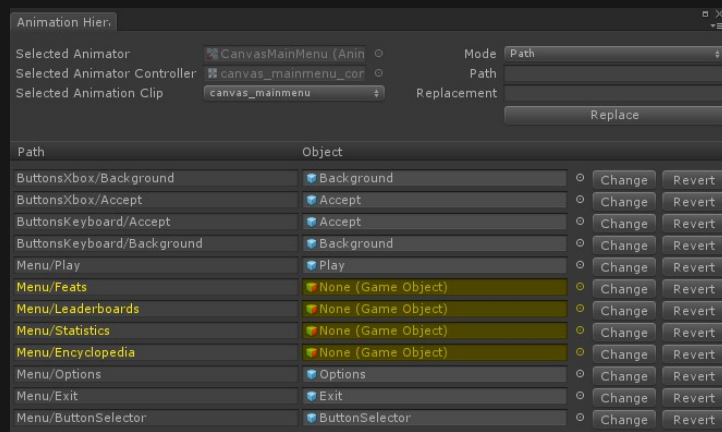 Animation Hier.
Selected Animator CanvasMainMenu (Anin Mode Path
Selected Animator Controller canvas_mainmenu_cor Path
Selected Animation Clip canvas_mainmenu Replacement
Replace
Path Object
ButtonsXbox/Background Background Change Revert
ButtonsXbox/Accept Accept Change Revert
ButtonsKeyboard/Accept Accept Change Revert
ButtonsKeyboard/Background Background Change Revert
Menu/Play Play Change Revert
Menu/Feats None (Game Object) Change Revert
Menu/Leaderboards None (Game Object) Change Revert
Menu/Statistics None (Game Object) Change Revert
Menu/Encyclopedia None (Game Object) Change Revert
Menu/Options Options Change Revert
Menu/Exit Exit Change Revert
Menu/ButtonSelector ButtonSelector Change Revert